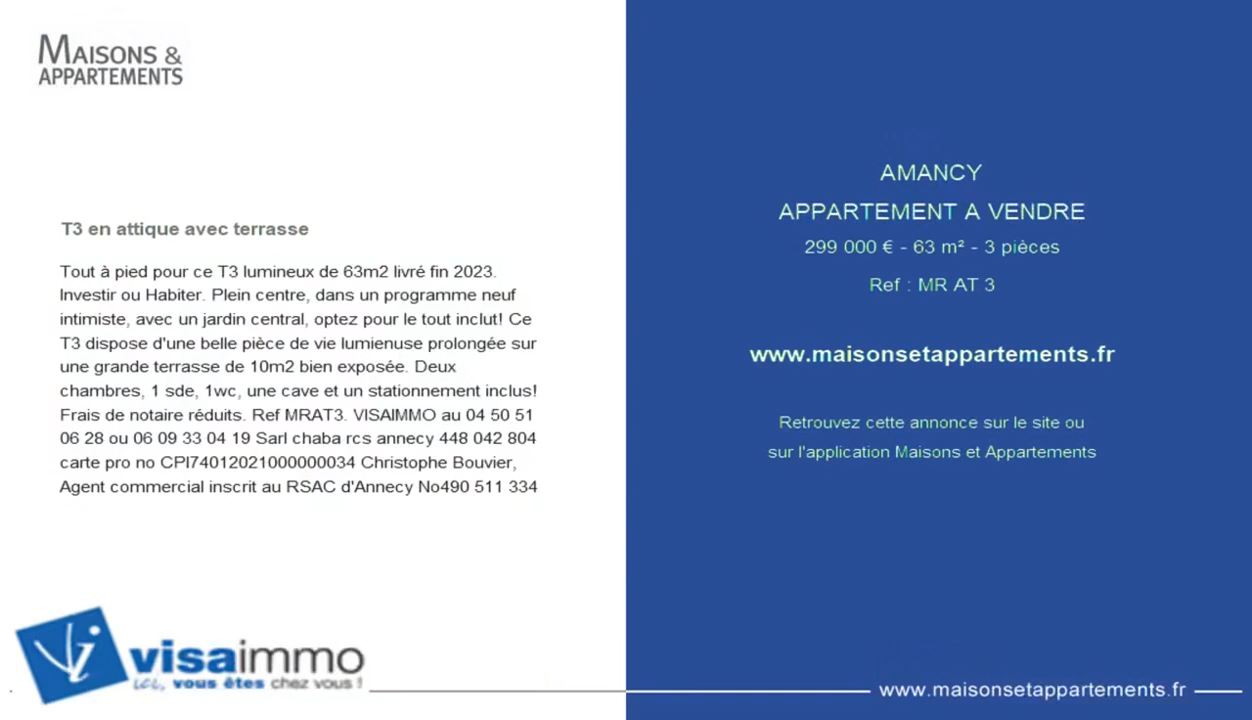 MAISONS &
APPARTEMENTS
T3 en attique avec terrasse
Tout à pied pour ce T3 lumineux de 63m2 livré fin 2023.
Investir ou Habiter. Plein centre, dans un programme neuf
intimiste, avec un jardin central, optez pour le tout inclut! Ce
T3 dispose d'une belle pièce de vie lumienuse prolongée sur
une grande terrasse de 10m2 bien exposée. Deux
chambres, 1 sde, 1wc, une cave et un stationnement inclus!
Frais de notaire réduits. Ref MRAT3. VISAIMMO au 04 50 51
06 28 ou 06 09 33 04 19 Sarl chaba rcs annecy 448 042 804
carte pro no CPI74012021000000034 Christophe Bouvier,
Agent commercial inscrit au RSAC d'Annecy No490 511 334
visaimmo
ici, vous êtes chez vous !
AMANCY
APPARTEMENT A VENDRE
299 000 € - 63 m² - 3 pièces
Ref : MR AT 3
www.maisonsetappartements.fr
Retrouvez cette annonce sur le site ou
sur l'application Maisons et Appartements
www.maisonsetappartements.fr